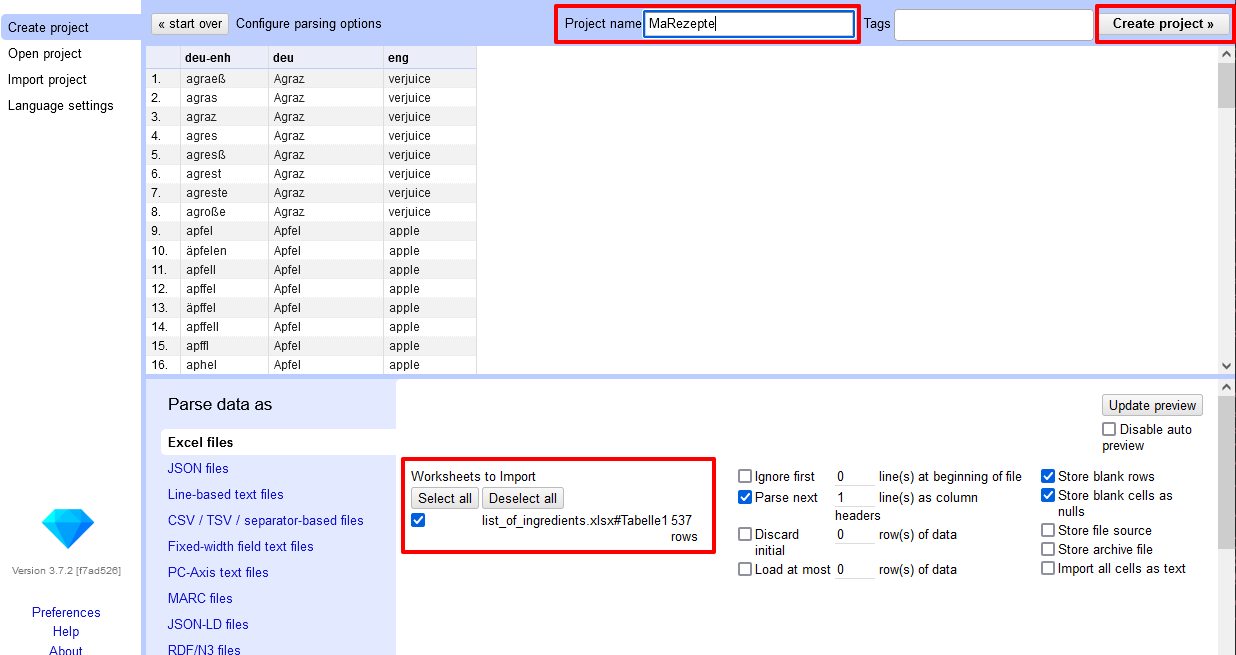 Create project
Open project
Import project
Language settings
« start over Configure parsing options Project name MaRezepte Tags Create project »
deu-enh deu eng
1. agraeß Agraz verjuice
2. agras Agraz verjuice
3. agraz Agraz verjuice
4. agres Agraz verjuice
5. agresß Agraz verjuice
6. agrest Agraz verjuice
7. agreste Agraz verjuice
8. agroße Agraz verjuice
9. apfel Apfel apple
10. äpfelen Apfel apple
11. apfell Apfel apple
12. apffel Apfel apple
13. äpffel Apfel apple
14. apffell Apfel apple
15. apffl Apfel apple
16. aphel Apfel apple
Parse data as
Excel files
JSON files
Line-based text files
CSV / TSV / separator-based files
Fixed-width field text files
PC-Axis text files
MARC files
JSON-LD files
RDF/N3 files
Worksheets to Import
Select all Deselect all
list_of_ingredients.xlsx#Tabelle1 537
rows
Ignore first 0 line(s) at beginning of file
Parse next 1 line(s) as column
headers
Discard 0 row(s) of data
initial
Load at most 0 row(s) of data
Update preview
Disable auto
preview
Store blank rows
Store blank cells as
nulls
Store file source
Store archive file
Import all cells as text
Version 3.7.2 [f7ad526]
Preferences
Help
About